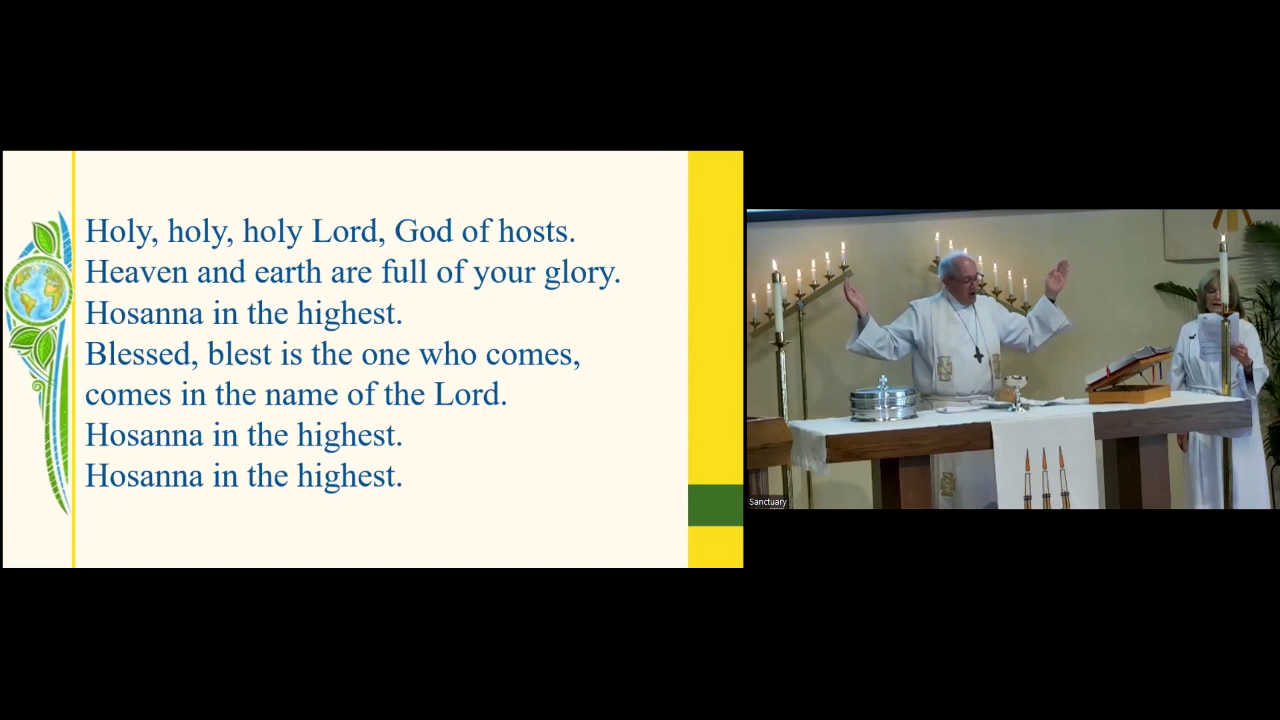 Holy, holy, holy Lord, God of hosts.
Heaven and earth are full of your glory.
Hosanna in the highest.
Blessed, blest is the one who comes,
comes in the name of the Lord.
Hosanna in the highest.
Hosanna in the highest.
Sanctuary